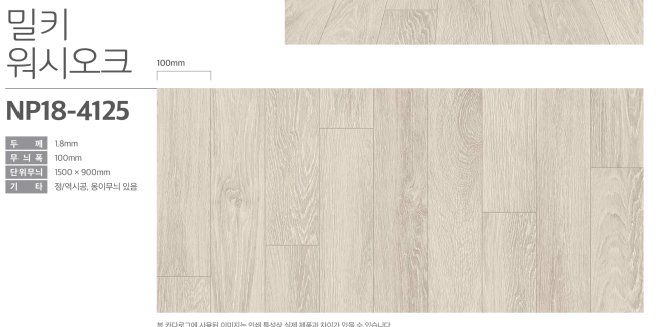 밀키
워시오크
100mm
NP18-4125
두 께 1.8mm
무 늬 폭 100mm
단위무늬 1500 × 900mm
기 타 정/역시공, 옹이무늬 있음
본 카다로그에 사용된 이미지는 인쇄 특성상 실제 제품과 차이가 있을 수 있습니다